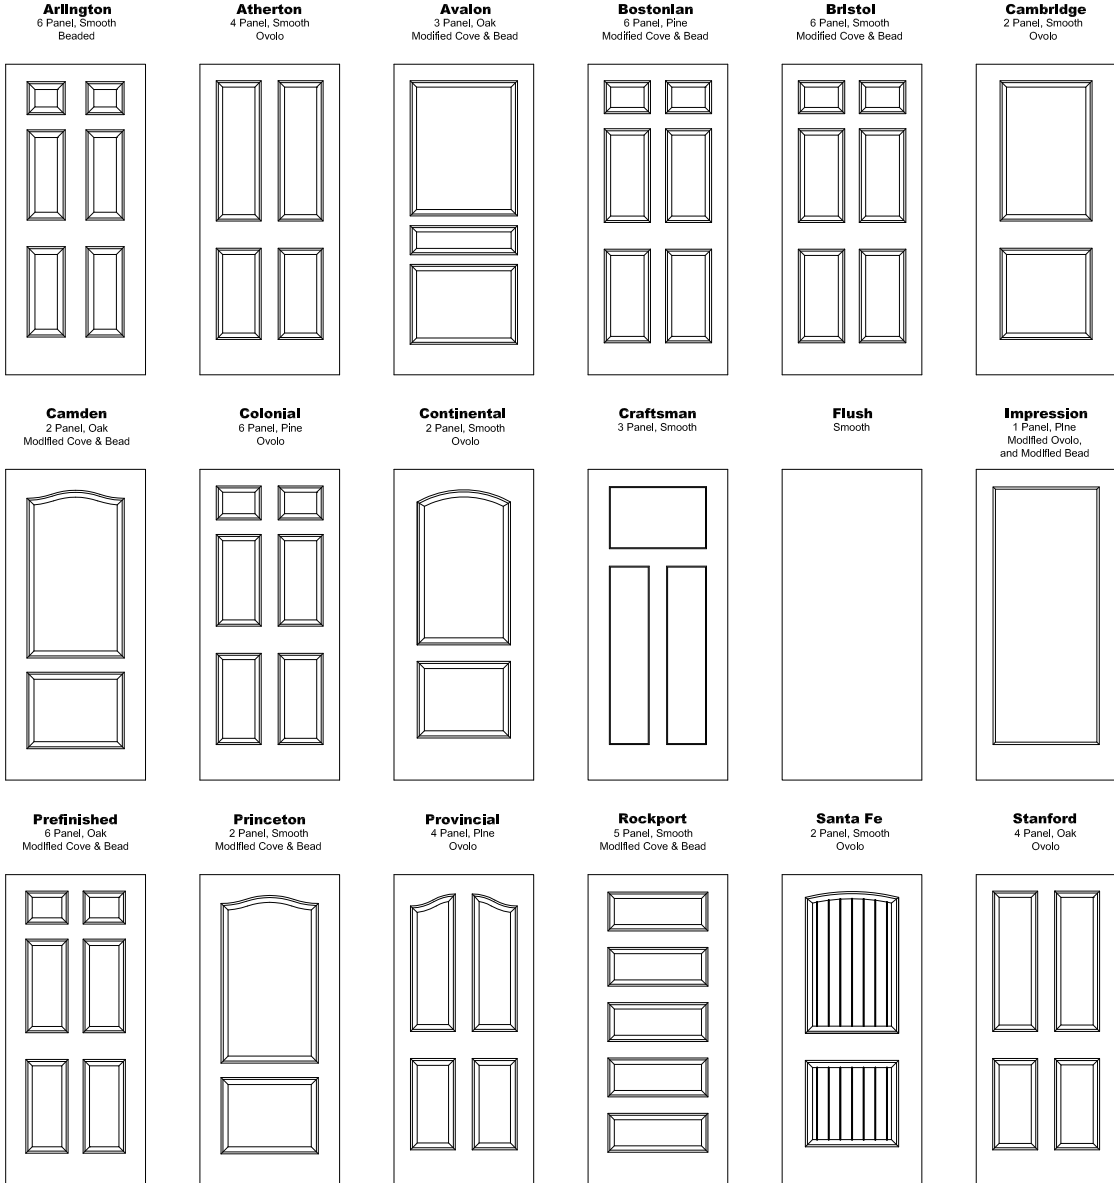 Arlington
6 Panel, Smooth
Beaded
Atherton
4 Panel, Smooth
Ovolo
Avalon
3 Panel, Oak
Modified Cove & Bead
Bostonian
6 Panel, Pine
Modified Cove & Bead
Bristol
6 Panel, Smooth
Modified Cove & Bead
Cambridge
2 Panel, Smooth
Ovolo
Camden
2 Panel, Oak
Modified Cove & Bead
Colonial
6 Panel, Pine
Ovolo
Continental
2 Panel, Smooth
Ovolo
Craftsman
3 Panel, Smooth
Flush
Smooth
Impression
1 Panel, Pine
Modified Ovolo,
and Modified Bead
Prefinished
6 Panel, Oak
Modified Cove & Bead
Princeton
2 Panel, Smooth
Modified Cove & Bead
Provincial
4 Panel, Pine
Ovolo
Rockport
5 Panel, Smooth
Modified Cove & Bead
Santa Fe
2 Panel, Smooth
Ovolo
Stanford
4 Panel, Oak
Ovolo